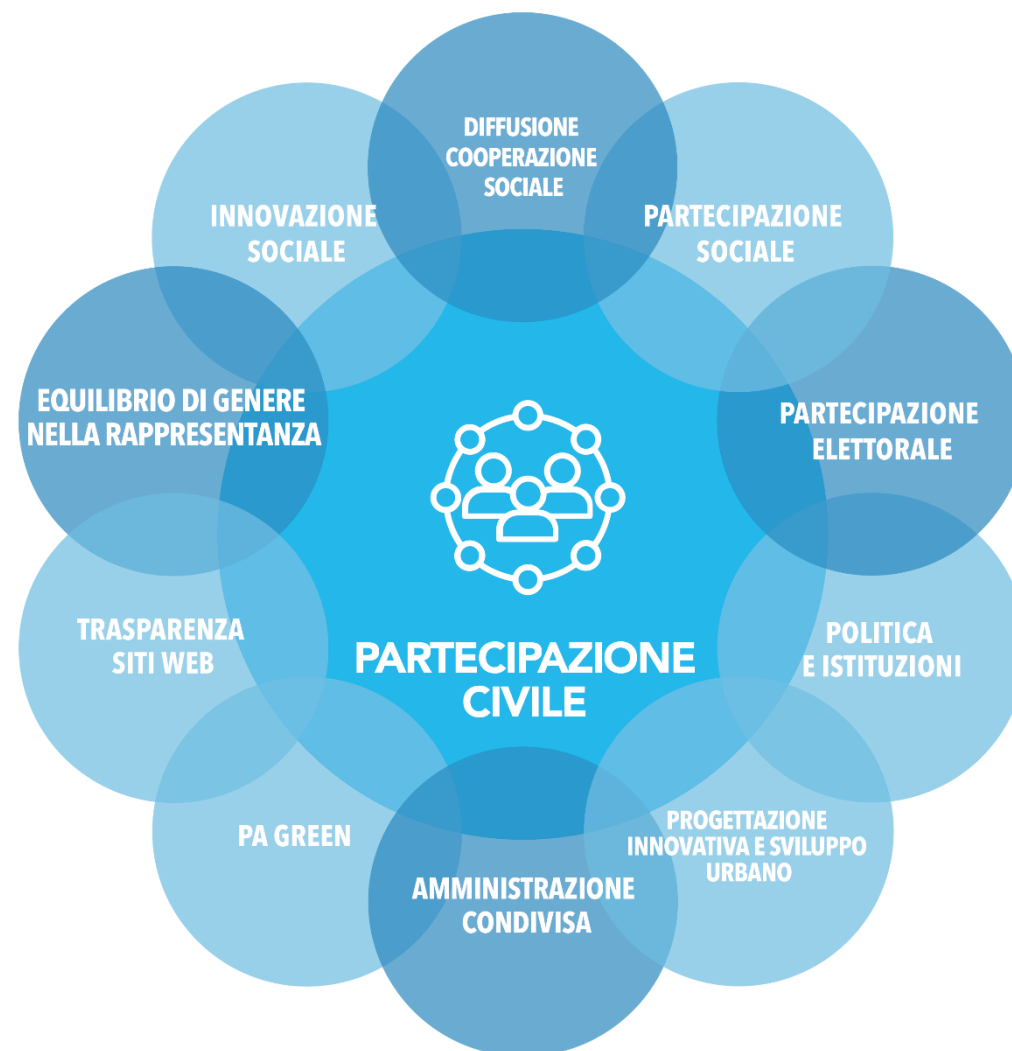 DIFFUSIONE
COOPERAZIONE
SOCIALE
INNOVAZIONE
SOCIALE
PARTECIPAZIONE
SOCIALE
EQUILIBRIO DI GENERE
NELLA RAPPRESENTANZA
PARTECIPAZIONE
ELETTORALE
TRASPARENZA
SITI WEB
POLITICA
E ISTITUZIONI
PARTECIPAZIONE
CIVILE
PA GREEN
PROGETTAZIONE
INNOVATIVA E SVILUPPO
URBANO
AMMINISTRAZIONE
CONDIVISA